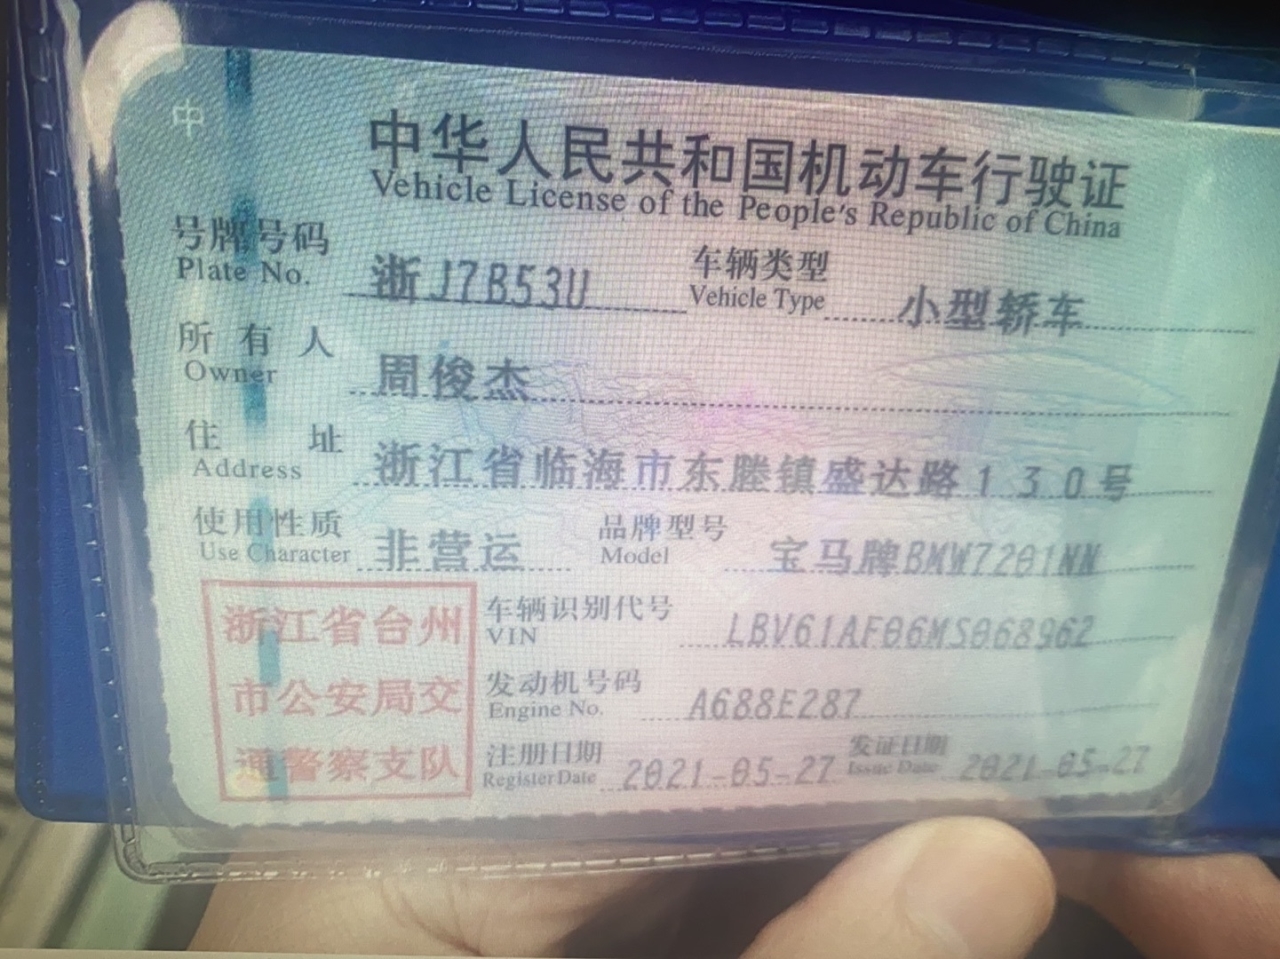 中
中华人民共和国机动车行驶证
Vehicle License of the People's Republic of China
号牌号码 浙J7B53U 车辆类型 小型轿车
Plate No. Vehicle Type
所有人 周俊杰
Owner
住址 浙江省临海市东塍镇盛达路130号
Address
使用性质 非营运 品牌型号 宝马牌BMW7201NN
Use Character Model
浙江省台州
市公安局交
通警察支队
车辆识别代号 LBV61AF06MS068962
VIN
发动机号码 A688E287
Engine No.
注册日期 2021-05-27 发证日期 2021-05-27
Register Date Issue Date